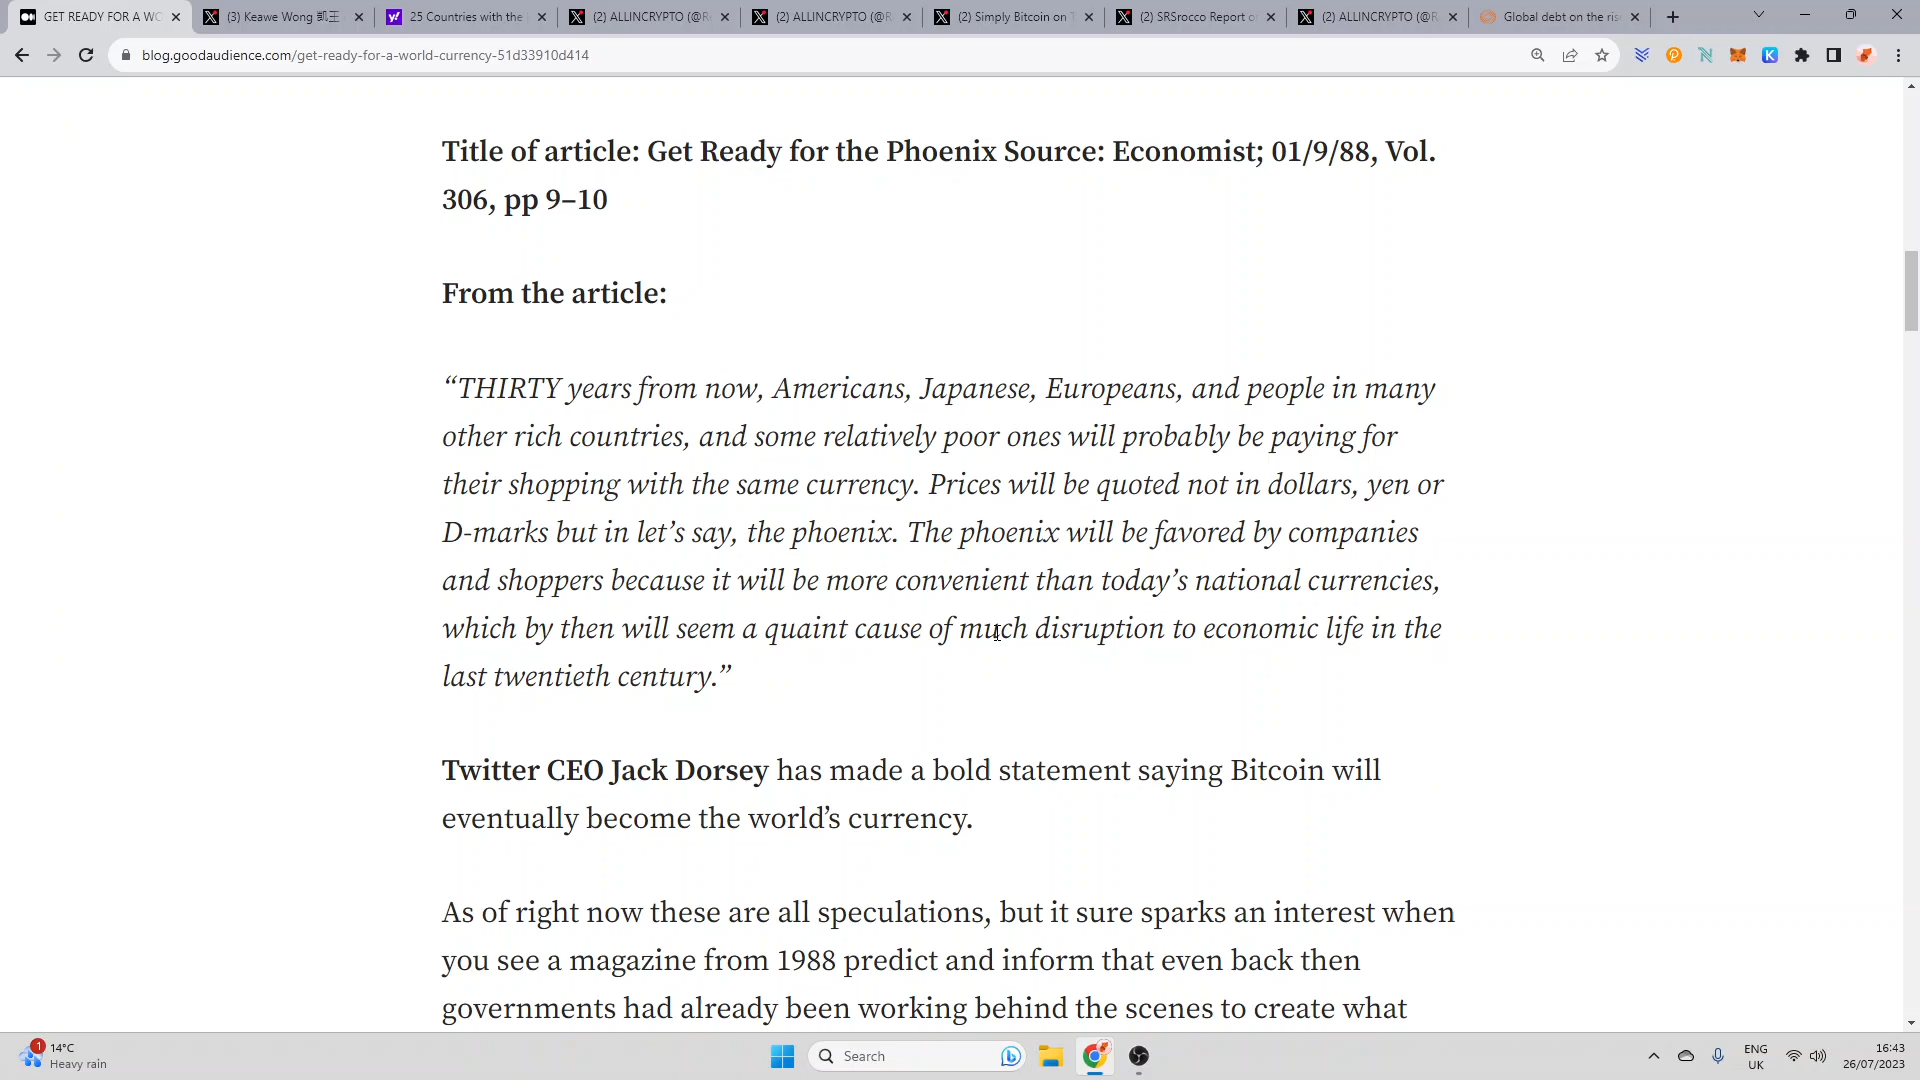 GET READY FOR A WO
(3) Keawe Wong 凯王
25 Countries with the
(2) ALLINCRYPTO (@R
(2) ALLINCRYPTO (@R
(2) Simply Bitcoin on T
(2) SRSrocco Report o
(2) ALLINCRYPTO (@R
Global debt on the ris
blog.goodaudience.com/get-ready-for-a-world-currency-51d33910d414
Title of article: Get Ready for the Phoenix Source: Economist; 01/9/88, Vol.
306, pp 9–10
From the article:
“THIRTY years from now, Americans, Japanese, Europeans, and people in many
other rich countries, and some relatively poor ones will probably be paying for
their shopping with the same currency. Prices will be quoted not in dollars, yen or
D-marks but in let’s say, the phoenix. The phoenix will be favored by companies
and shoppers because it will be more convenient than today’s national currencies,
which by then will seem a quaint cause of much disruption to economic life in the
last twentieth century.”
Twitter CEO Jack Dorsey has made a bold statement saying Bitcoin will
eventually become the world’s currency.
As of right now these are all speculations, but it sure sparks an interest when
you see a magazine from 1988 predict and inform that even back then
governments had already been working behind the scenes to create what
1
14°C
Heavy rain
Search
ENG
UK
16:43
26/07/2023